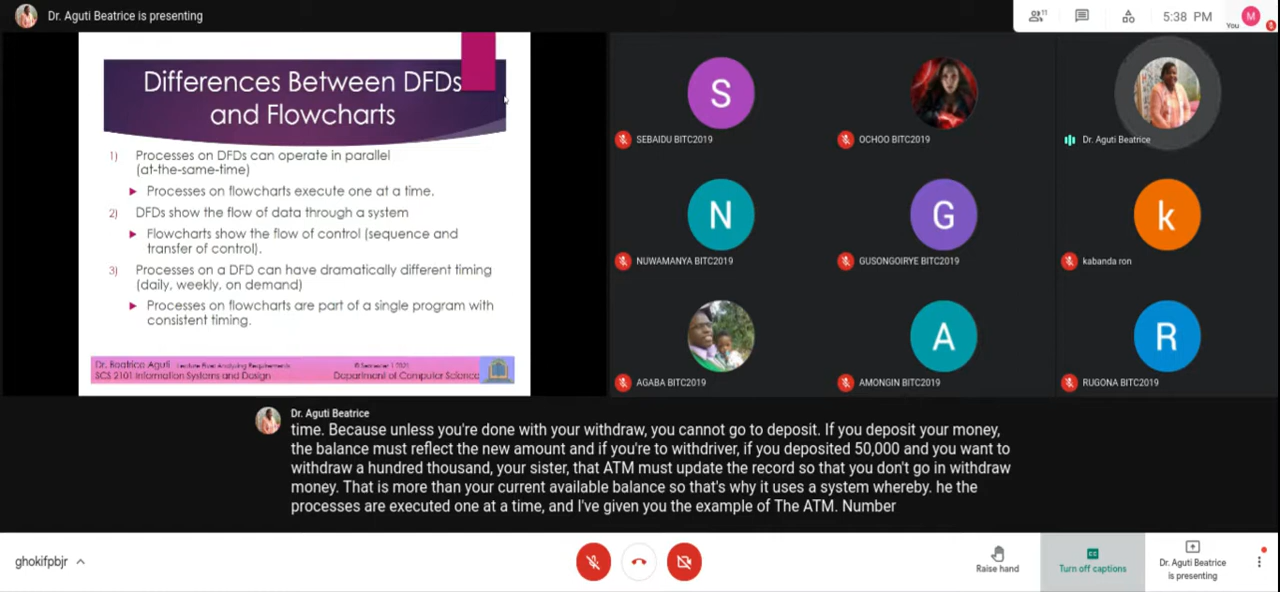 Dr. Aguti Beatrice is presenting
11
5:38 PM
You
M
Differences Between DFDs
and Flowcharts
1) Processes on DFDs can operate in parallel
(at-the-same-time)
Processes on flowcharts execute one at a time.
2) DFDs show the flow of data through a system
Flowcharts show the flow of control (sequence and
transfer of control).
3) Processes on a DFD can have dramatically different timing
(daily, weekly, on demand)
Processes on flowcharts are part of a single program with
consistent timing.
Dr. Beatrice Aguti Lecture Five: Analysing Requirements © Semester 1 2021
SCS 2101 Information Systems and Design Department of Computer Science
S
SEBAIDU BITC2019
OCHOO BITC2019
Dr. Aguti Beatrice
N
NUWAMANYA BITC2019
G
GUSONGOIRYE BITC2019
k
kabanda ron
AGABA BITC2019
A
AMONGIN BITC2019
R
RUGONA BITC2019
Dr. Aguti Beatrice
time. Because unless you're done with your withdraw, you cannot go to deposit. If you deposit your money,
the balance must reflect the new amount and if you're to withdriver, if you deposited 50,000 and you want to
withdraw a hundred thousand, your sister, that ATM must update the record so that you don't go in withdraw
money. That is more than your current available balance so that's why it uses a system whereby. he the
processes are executed one at a time, and I've given you the example of The ATM. Number
ghokifpbjr
Raise hand
Turn off captions
Dr. Aguti Beatrice
is presenting